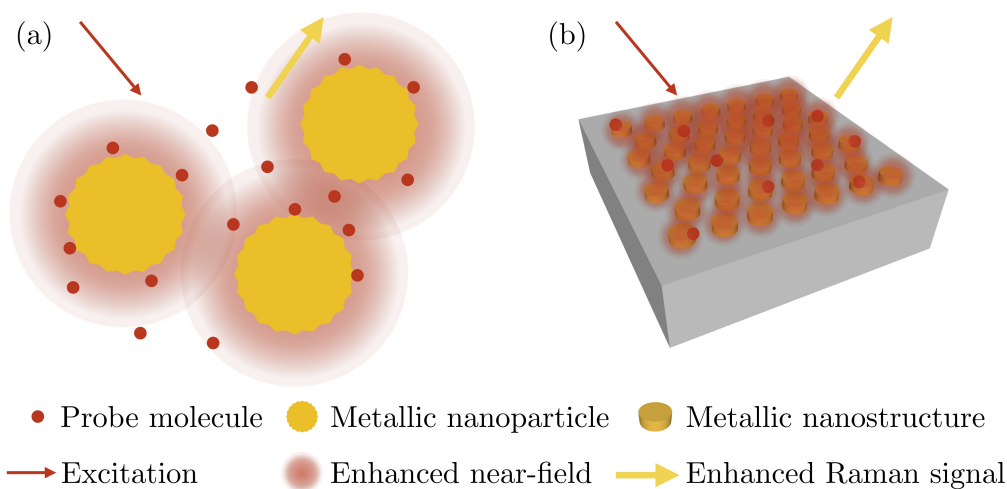 (a)
(b)
Probe molecule
Metallic nanoparticle
Metallic nanostructure
Excitation
Enhanced near-field
Enhanced Raman signal